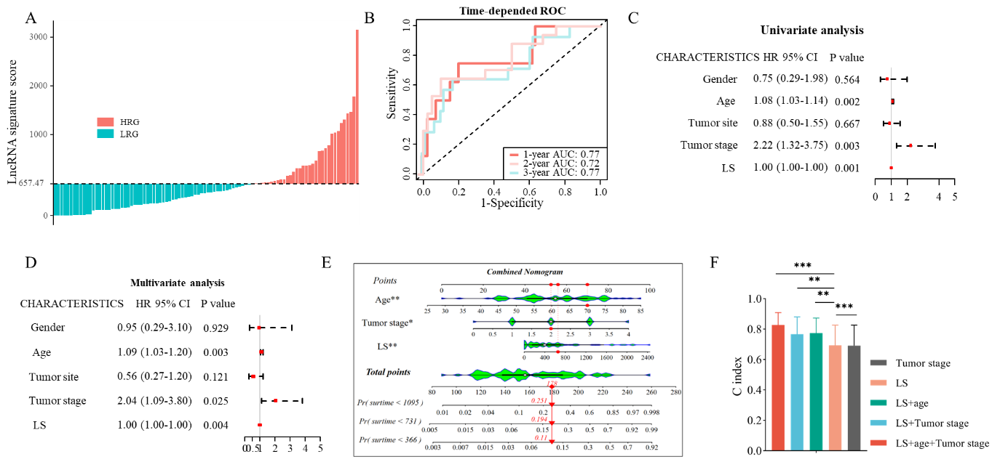 A
LncRNA signature score
3000
2000
1000
657.47
0
HRG
LRG
B
Time-depended ROC
Sensitivity
1.0
0.8
0.6
0.4
0.2
0.0
1-year AUC: 0.77
2-year AUC: 0.72
3-year AUC: 0.77
0.0 0.2 0.4 0.6 0.8 1.0
1-Specificity
C
Univariate analysis
CHARACTERISTICS HR 95% CI P value
Gender 0.75 (0.29-1.98) 0.564
Age 1.08 (1.03-1.14) 0.002
Tumor site 0.88 (0.50-1.55) 0.667
Tumor stage 2.22 (1.32-3.75) 0.003
LS 1.00 (1.00-1.00) 0.001
0 1 2 4 5
D
Multivariate analysis
CHARACTERISTICS HR 95% CI P value
Gender 0.95 (0.29-3.10) 0.929
Age 1.09 (1.03-1.20) 0.003
Tumor site 0.56 (0.27-1.20) 0.121
Tumor stage 2.04 (1.09-3.80) 0.025
LS 1.00 (1.00-1.00) 0.004
0 0.5 1 2 4 5
E
Combined Nomogram
Points
0 20 40 60 80 100
Age**
25 30 35 40 45 50 55 60 65 70 75 80 85
Tumor stage*
0 0.5 1 1.5 2 2.5 3 3.5 4
LS**
0 400 800 1200 1600 2000 2400
Total points
178
80 100 120 140 160 180 200 220 240 260 280
0.251
Pr( surtime < 1095 )
0.01 0.02 0.04 0.1 0.2 0.4 0.6 0.85 0.97 0.998
0.194
Pr( surtime < 731 )
0.005 0.015 0.03 0.06 0.15 0.3 0.5 0.7 0.92 0.99
0.11
Pr( surtime < 366 )
0.003 0.007 0.015 0.03 0.06 0.15 0.3 0.5 0.7 0.92
F
***
**
**
***
C index
1.0
0.8
0.6
0.4
0.2
0.0
Tumor stage
LS
LS+age
LS+Tumor stage
LS+age+Tumor stage